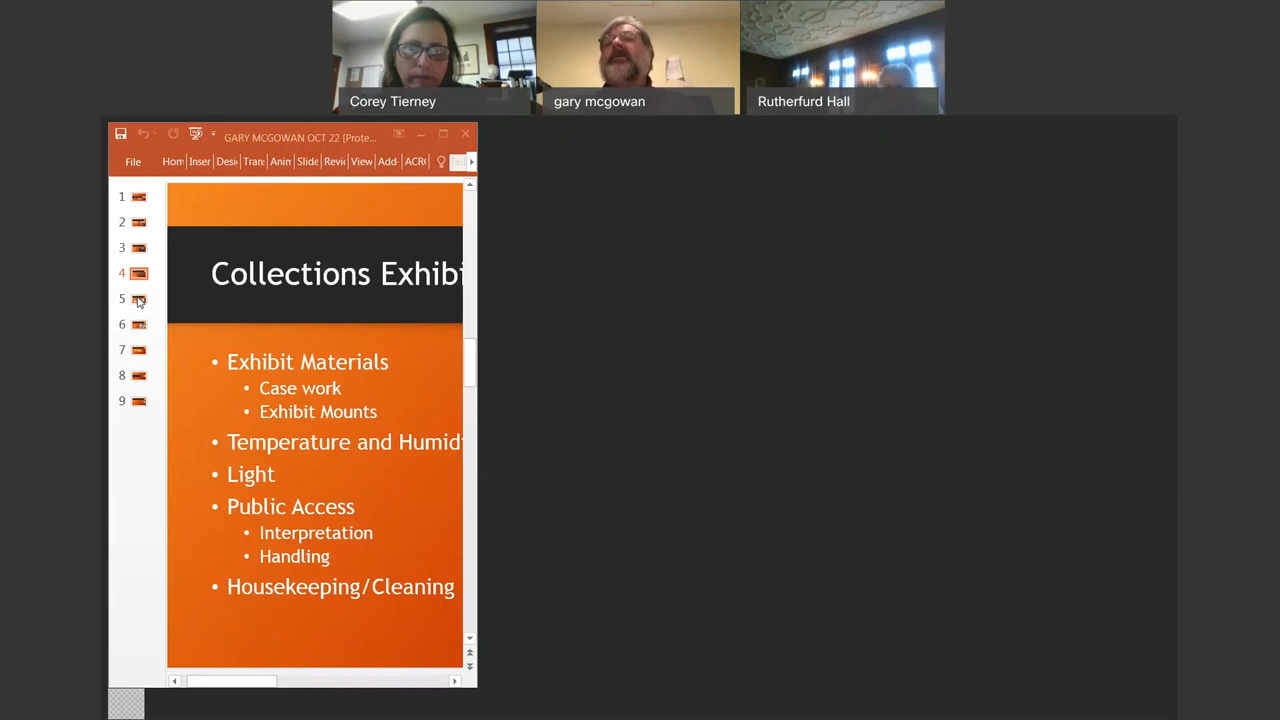 Corey Tierney
gary mcgowan
Rutherfurd Hall
GARY MCGOWAN OCT 22 [Prote...
File Hom Inser Desi Tran Anin Slide Revi View Add- ACR
1
2
3
4
5
6
7
8
9
Collections Exhibi
• Exhibit Materials
• Case work
• Exhibit Mounts
• Temperature and Humid
• Light
• Public Access
• Interpretation
• Handling
• Housekeeping/Cleaning